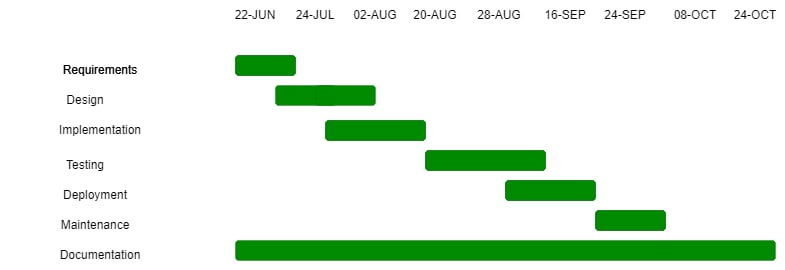 22-JUN 24-JUL 02-AUG 20-AUG 28-AUG 16-SEP 24-SEP 08-OCT 24-OCT
Requirements
Design
Implementation
Testing
Deployment
Maintenance
Documentation